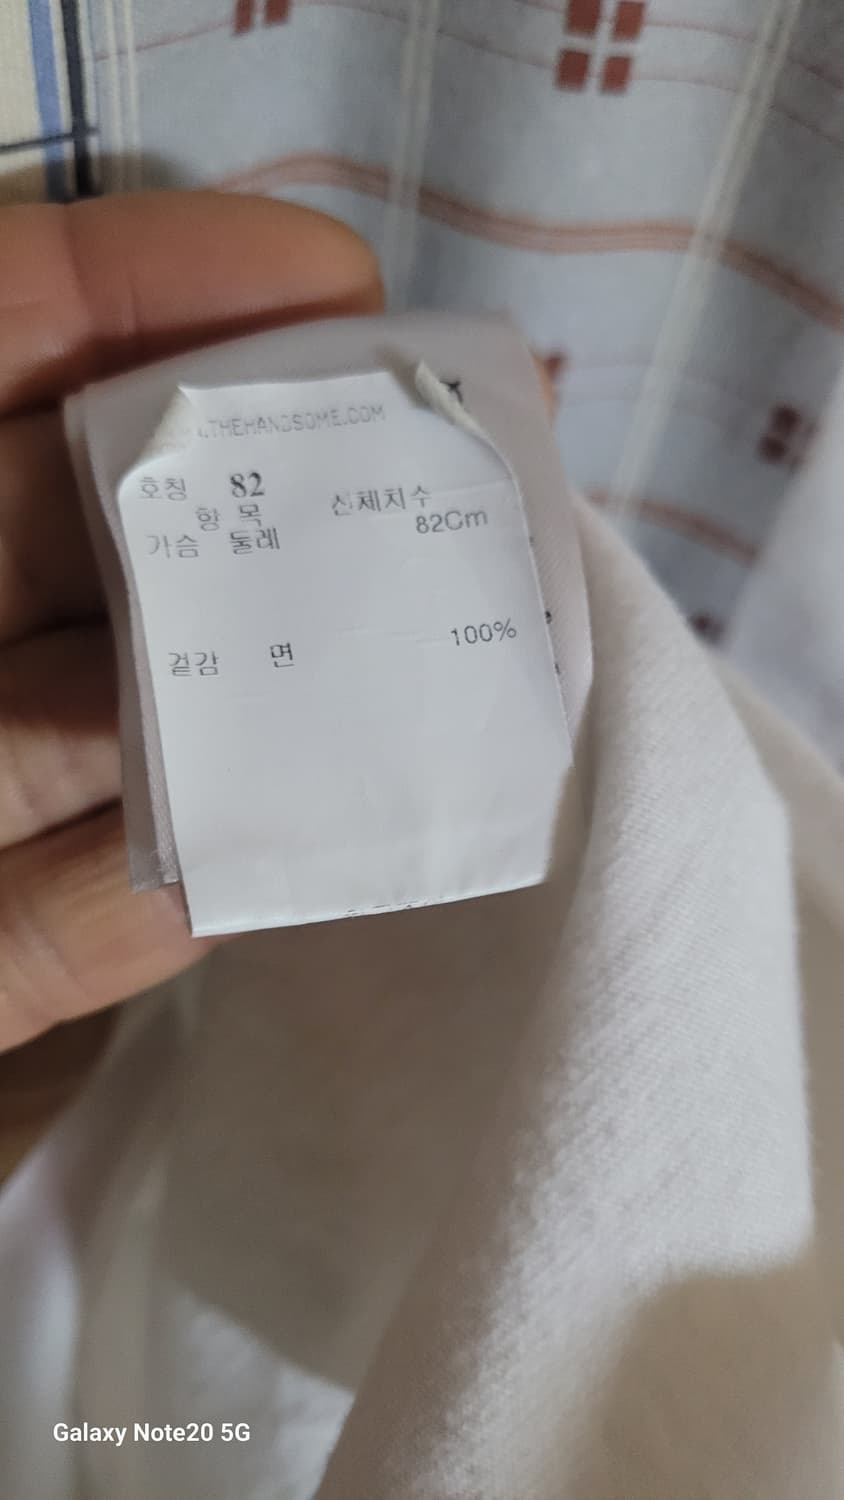 .THEHANDSOME.COM
호칭 82
항 목 신체치수
가슴 둘레 82Cm
겉감 면 100%
Galaxy Note20 5G